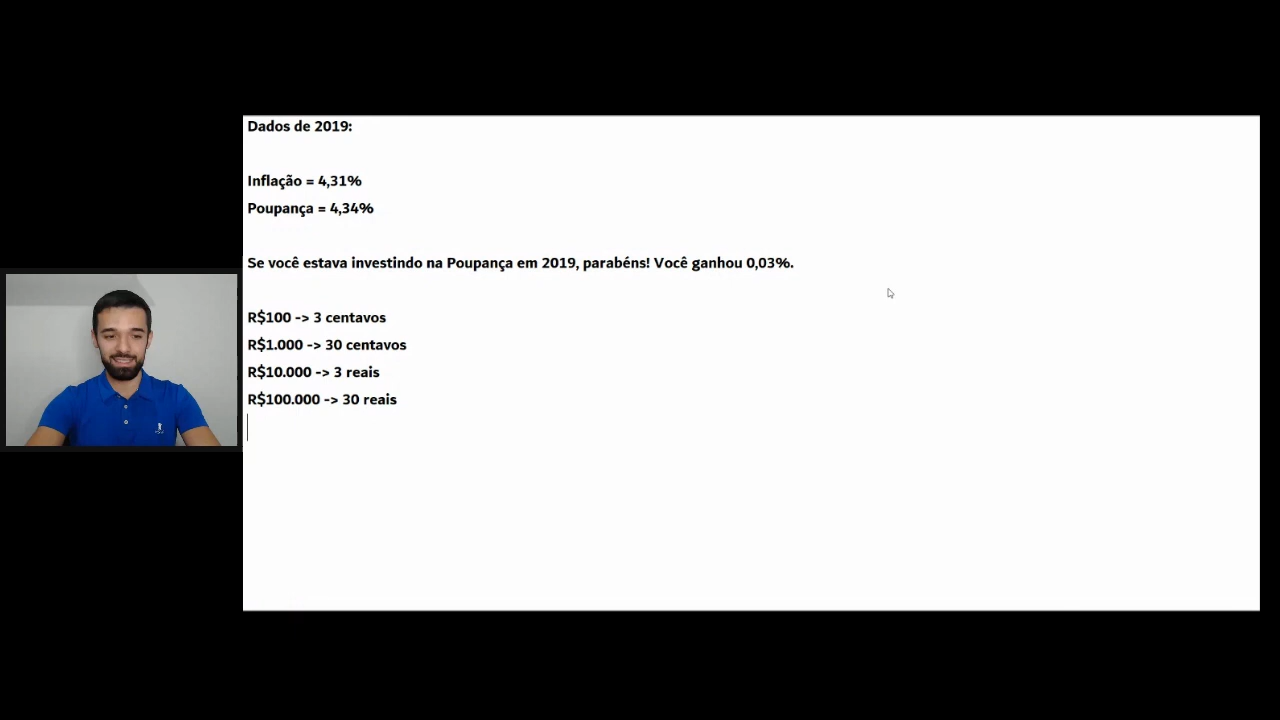 Dados de 2019:
Inflação = 4,31%
Poupança = 4,34%
Se você estava investindo na Poupança em 2019, parabéns! Você ganhou 0,03%.
R$100 -> 3 centavos
R$1.000 -> 30 centavos
R$10.000 -> 3 reais
R$100.000 -> 30 reais